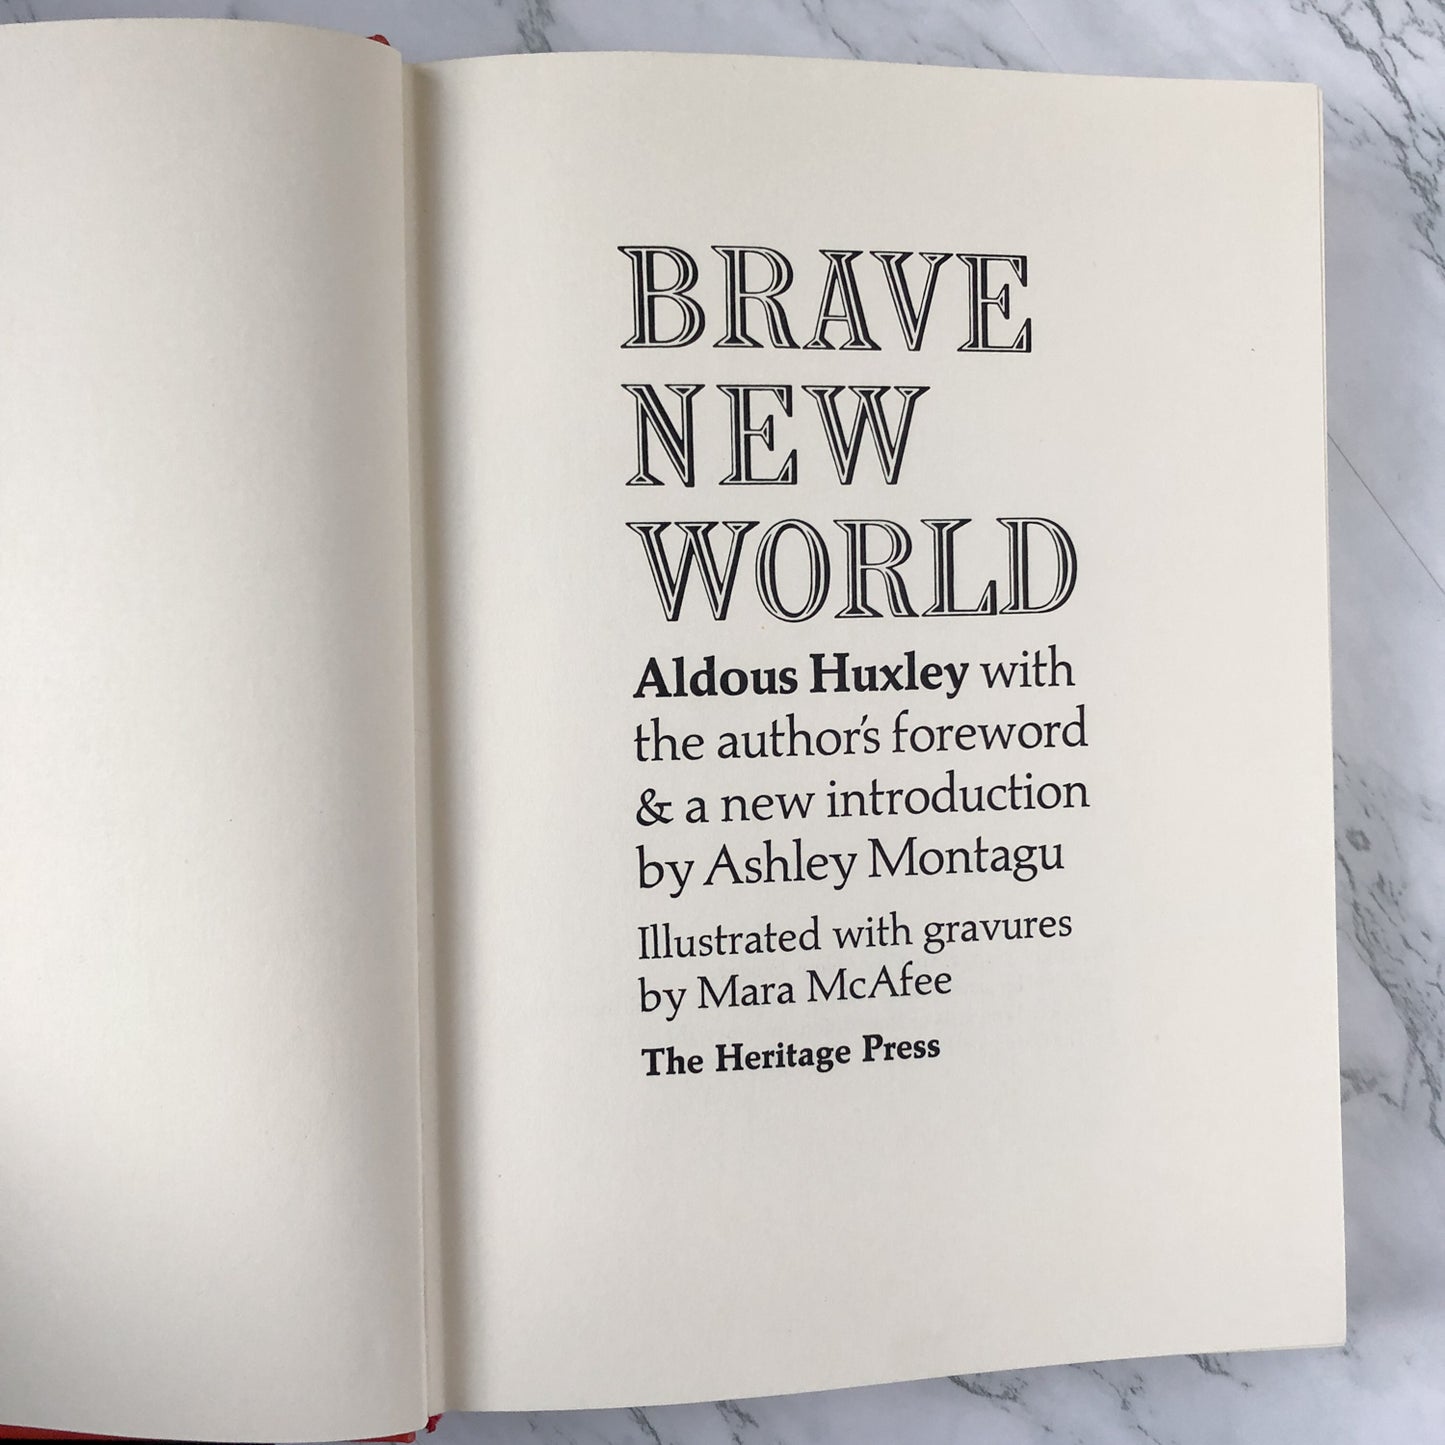 BRAVE
NEW
WORLD
Aldous Huxley with
the author's foreword
& a new introduction
by Ashley Montagu
Illustrated with gravures
by Mara McAfee
The Heritage Press